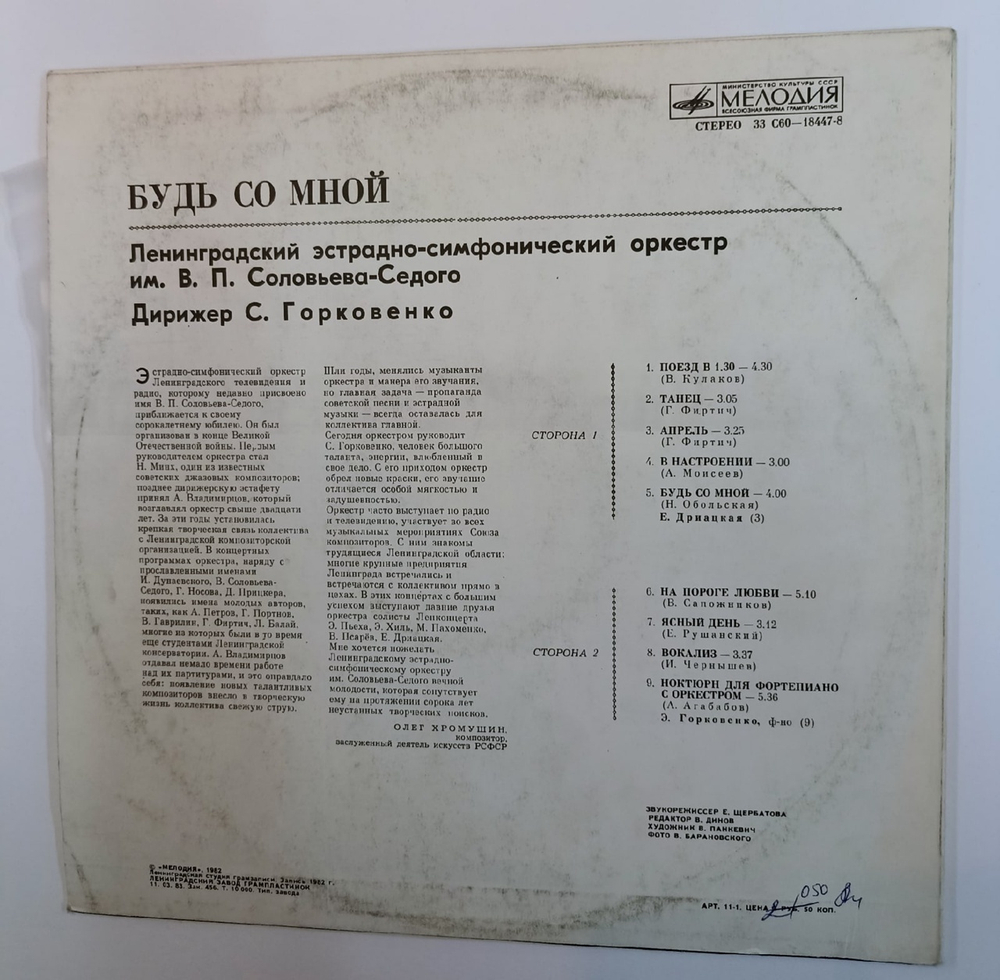 МИНИСТЕРСТВО КУЛЬТУРЫ СССР
МЕЛОДИЯ
ВСЕСОЮЗНАЯ ФИРМА ГРАМПЛАСТИНОК
СТЕРЕО 33 С60—18447-8
БУДЬ СО МНОЙ
Ленинградский эстрадно-симфонический оркестр
им. В. П. Соловьева-Седого
Дирижер С. Горковенко
Эстрадно-симфонический оркестр
Ленинградского телевидения и
радио, которому недавно присвоено
имя В. П. Соловьева-Седого,
приближается к своему
сорокалетнему юбилею. Он был
организован в конце Великой
Отечественной войны. Первым
руководителем оркестра стал
Н. Минх, один из известных
советских джазовых композиторов;
позднее дирижерскую эстафету
принял А. Владимирцов, который
возглавлял оркестр свыше двадцати
лет. За эти годы установилась
крепкая творческая связь коллектива
с Ленинградской композиторской
организацией. В концертных
программах оркестра, наряду с
прославленными именами
И. Дунаевского, В. Соловьева-
Седого, Г. Носова, Д. Прицкера,
появились имена молодых авторов,
таких, как А. Петров, Г. Портнов,
В. Гаврилин, Г. Фиртич, Л. Балай,
многие из которых были в то время
еще студентами Ленинградской
консерватории. А. Владимирцов
отдавал немало времени работе
над их партитурами, и это оправдало
себя: появление новых талантливых
композиторов внесло в творческую
жизнь коллектива свежую струю.
Шли годы, менялись музыканты
оркестра и манера его звучания,
но главная задача — пропаганда
советской песни и эстрадной
музыки — всегда оставалась для
коллектива главной.
Сегодня оркестром руководит
С. Горковенко, человек большого
таланта, энергии, влюбленный в
свое дело. С его приходом оркестр
обрел новые краски, его звучание
отличается особой мягкостью и
задушевностью.
Оркестр часто выступает по радио
и телевидению, участвует во всех
музыкальных мероприятиях Союза
композиторов. С ним знакомы
трудящиеся Ленинградской области:
многие крупные предприятия
Ленинграда встречались и
встречаются с коллективом прямо в
цехах. В этих концертах с большим
успехом выступают давние друзья
оркестра солисты Ленконцерта
Э. Пьеха, Э. Хиль, М. Пахоменко,
В. Псарёв, Е. Дриацкая.
Мне хочется пожелать
Ленинградскому эстрадно-
симфоническому оркестру
им. Соловьева-Седого вечной
молодости, которая сопутствует
ему на протяжении сорока лет
неустанных творческих поисков.
ОЛЕГ ХРОМУШИН,
композитор,
заслуженный деятель искусств РСФСР
СТОРОНА 1
1. ПОЕЗД В 1.30 — 4.30
(В. Кулаков)
2. ТАНЕЦ — 3.05
(Г. Фиртич)
3. АПРЕЛЬ — 3.25
(Г. Фиртич)
4. В НАСТРОЕНИИ — 3.00
(А. Моисеев)
5. БУДЬ СО МНОЙ — 4.00
(Н. Обольская)
Е. Дриацкая (3)
СТОРОНА 2
6. НА ПОРОГЕ ЛЮБВИ — 5.10
(В. Сапожников)
7. ЯСНЫЙ ДЕНЬ — 3.12
(Е. Рушанский)
8. ВОКАЛИЗ — 3.37
(И. Чернышев)
9. НОКТЮРН ДЛЯ ФОРТЕПИАНО
С ОРКЕСТРОМ — 5.36
(А. Агабабов)
Э. Горковенко, ф-но (9)
ЗВУКОРЕЖИССЕР Е. ЩЕРБАТОВА
РЕДАКТОР В. ДИНОВ
ХУДОЖНИК В. ПАНКЕВИЧ
ФОТО В. БАРАНОВСКОГО
© «МЕЛОДИЯ», 1982
Ленинградская студия грамзаписи. Запись 1982 г.
ЛЕНИНГРАДСКИЙ ЗАВОД ГРАМПЛАСТИНОК
11. 03. 83. Зак. 456. Т. 10 000. Тип. завода
АРТ. 11-1. ЦЕНА РУБ. 50 КОП.
050